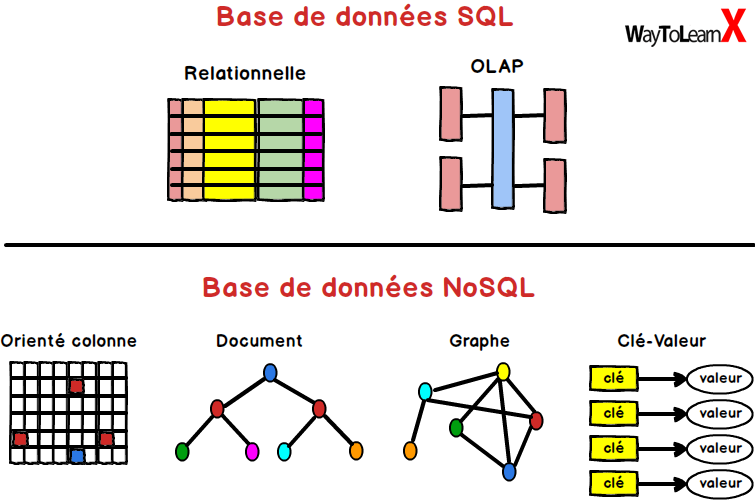 Base de données SQL
WayToLearnX
Relationnelle
OLAP
Base de données NoSQL
Orienté colonne
Document
Graphe
Clé-Valeur
clé
valeur
clé
valeur
clé
valeur
clé
valeur